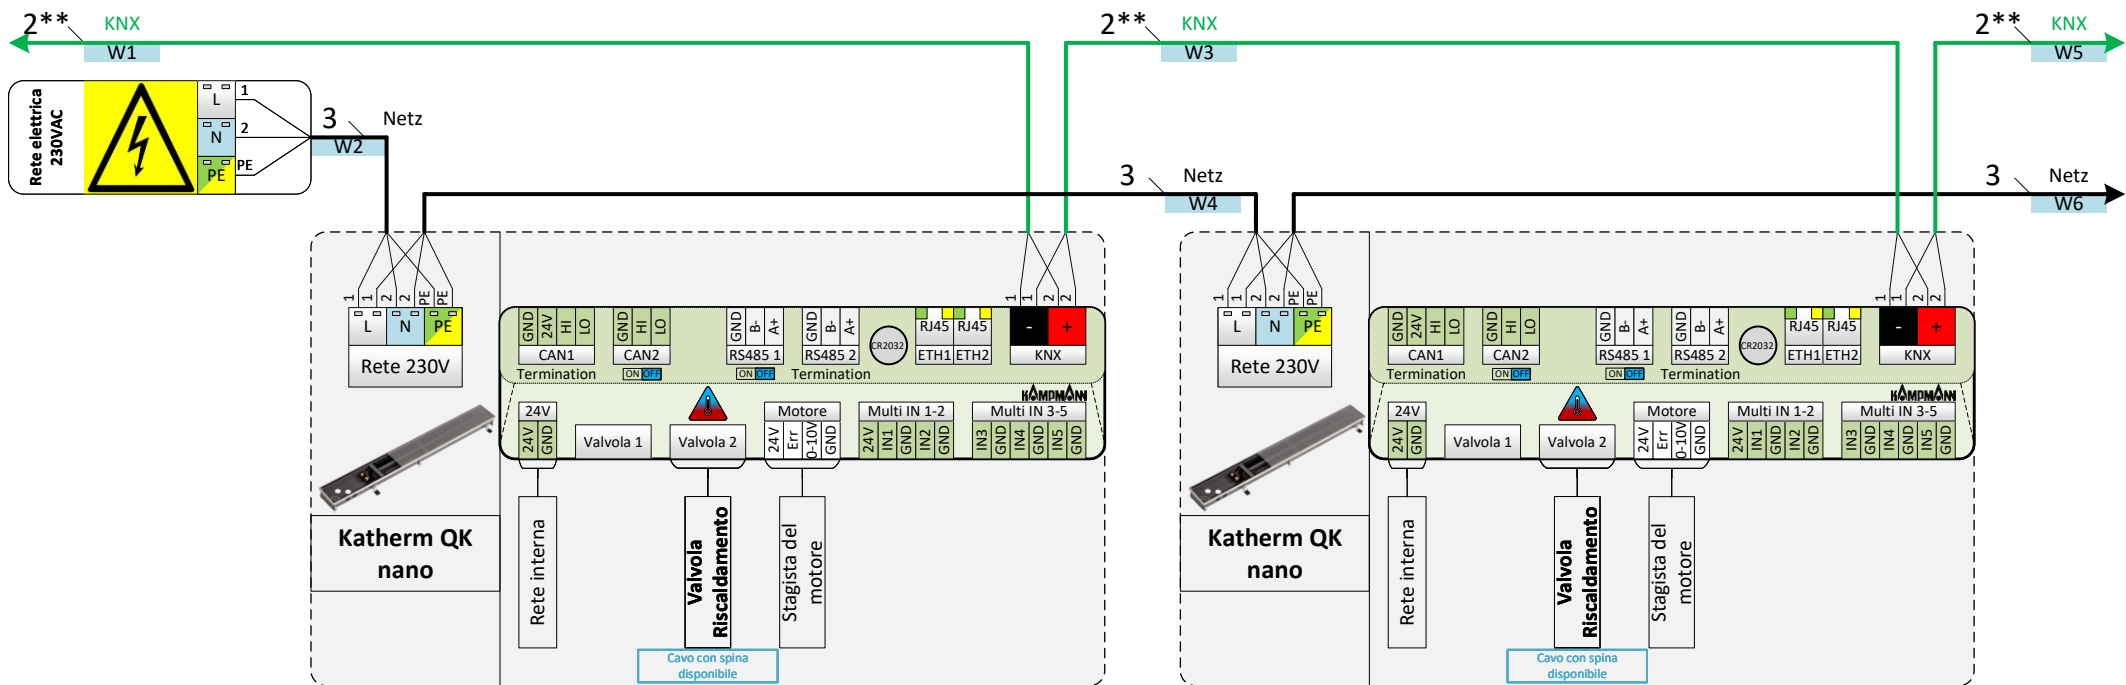 2** KNX
W1
2** KNX
W3
2** KNX
W5
Rete elettrica
230VAC
L
N
PE
1
2
PE
3 Netz
W2
3 Netz
W4
3 Netz
W6
1 1 2 2 PE PE
L N PE
Rete 230V
Katherm QK
nano
GND 24V HI LO
CAN1
GND HI LO
CAN2
GND B- A+
RS485 1
GND B- A+
RS485 2
CR2032
RJ45 RJ45
ETH1 ETH2
1 1 2 2
- +
KNX
Termination
ON OFF
ON OFF
Termination
KAMPMANN
24V
24V GND
Valvola 1
Valvola 2
Motore
24V Err 0-10V GND
Multi IN 1-2
24V IN1 GND IN2 GND
Multi IN 3-5
IN3 GND IN4 GND IN5 GND
Rete interna
Valvola
Riscaldamento
Stagista del
motore
Cavo con spina
disponibile
1 1 2 2 PE PE
L N PE
Rete 230V
Katherm QK
nano
GND 24V HI LO
CAN1
GND HI LO
CAN2
GND B- A+
RS485 1
GND B- A+
RS485 2
CR2032
RJ45 RJ45
ETH1 ETH2
1 1 2 2
- +
KNX
Termination
ON OFF
ON OFF
Termination
KAMPMANN
24V
24V GND
Valvola 1
Valvola 2
Motore
24V Err 0-10V GND
Multi IN 1-2
24V IN1 GND IN2 GND
Multi IN 3-5
IN3 GND IN4 GND IN5 GND
Rete interna
Valvola
Riscaldamento
Stagista del
motore
Cavo con spina
disponibile